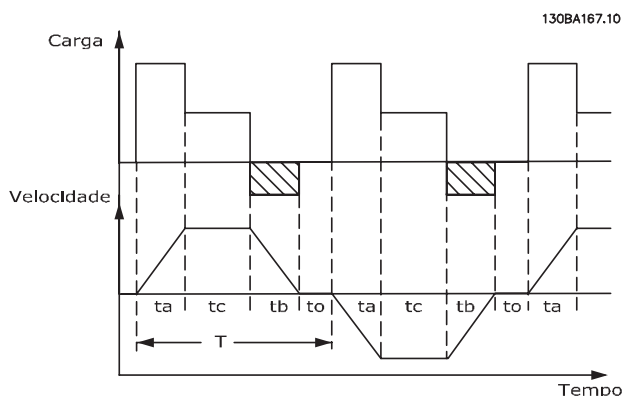 130BA167.10
Carga
Velocidade
ta tc tb to ta tc tb to ta
T
Tempo